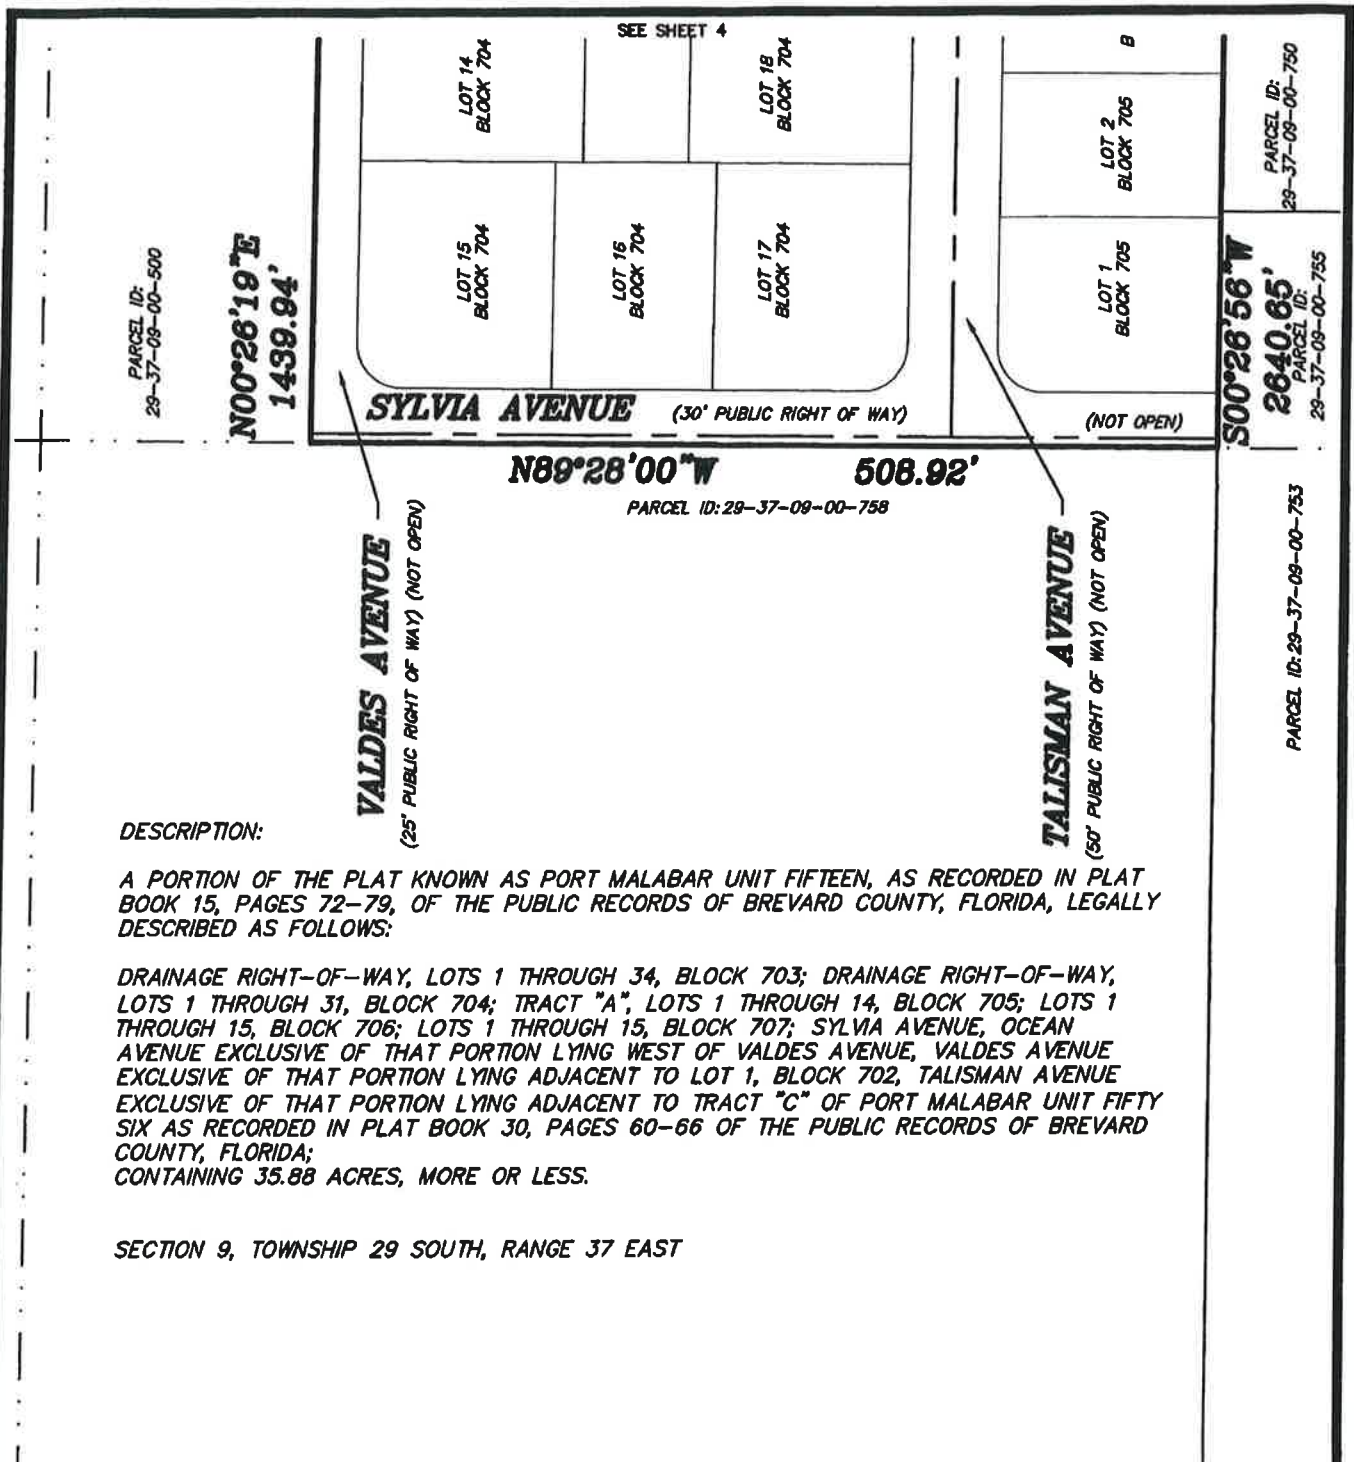 SEE SHEET 4
LOT 14
BLOCK 704
LOT 18
BLOCK 704
B
LOT 2
BLOCK 705
PARCEL ID:
29-37-09-00-750
PARCEL ID:
29-37-09-00-500
N00°26'19"E
1439.94'
LOT 15
BLOCK 704
LOT 16
BLOCK 704
LOT 17
BLOCK 704
LOT 1
BLOCK 705
S00°26'56"W
2640.65'
PARCEL ID:
29-37-09-00-755
SYLVIA AVENUE (30' PUBLIC RIGHT OF WAY) (NOT OPEN)
N89°28'00"W 508.92'
PARCEL ID:29-37-09-00-758
VALDES AVENUE
(25' PUBLIC RIGHT OF WAY) (NOT OPEN)
TALISMAN AVENUE
(50' PUBLIC RIGHT OF WAY) (NOT OPEN)
PARCEL ID:29-37-09-00-753
DESCRIPTION:
A PORTION OF THE PLAT KNOWN AS PORT MALABAR UNIT FIFTEEN, AS RECORDED IN PLAT
BOOK 15, PAGES 72-79, OF THE PUBLIC RECORDS OF BREVARD COUNTY, FLORIDA, LEGALLY
DESCRIBED AS FOLLOWS:
DRAINAGE RIGHT-OF-WAY, LOTS 1 THROUGH 34, BLOCK 703; DRAINAGE RIGHT-OF-WAY,
LOTS 1 THROUGH 31, BLOCK 704; TRACT "A", LOTS 1 THROUGH 14, BLOCK 705; LOTS 1
THROUGH 15, BLOCK 706; LOTS 1 THROUGH 15, BLOCK 707; SYLVIA AVENUE, OCEAN
AVENUE EXCLUSIVE OF THAT PORTION LYING WEST OF VALDES AVENUE, VALDES AVENUE
EXCLUSIVE OF THAT PORTION LYING ADJACENT TO LOT 1, BLOCK 702, TALISMAN AVENUE
EXCLUSIVE OF THAT PORTION LYING ADJACENT TO TRACT "C" OF PORT MALABAR UNIT FIFTY
SIX AS RECORDED IN PLAT BOOK 30, PAGES 60-66 OF THE PUBLIC RECORDS OF BREVARD
COUNTY, FLORIDA;
CONTAINING 35.88 ACRES, MORE OR LESS.
SECTION 9, TOWNSHIP 29 SOUTH, RANGE 37 EAST